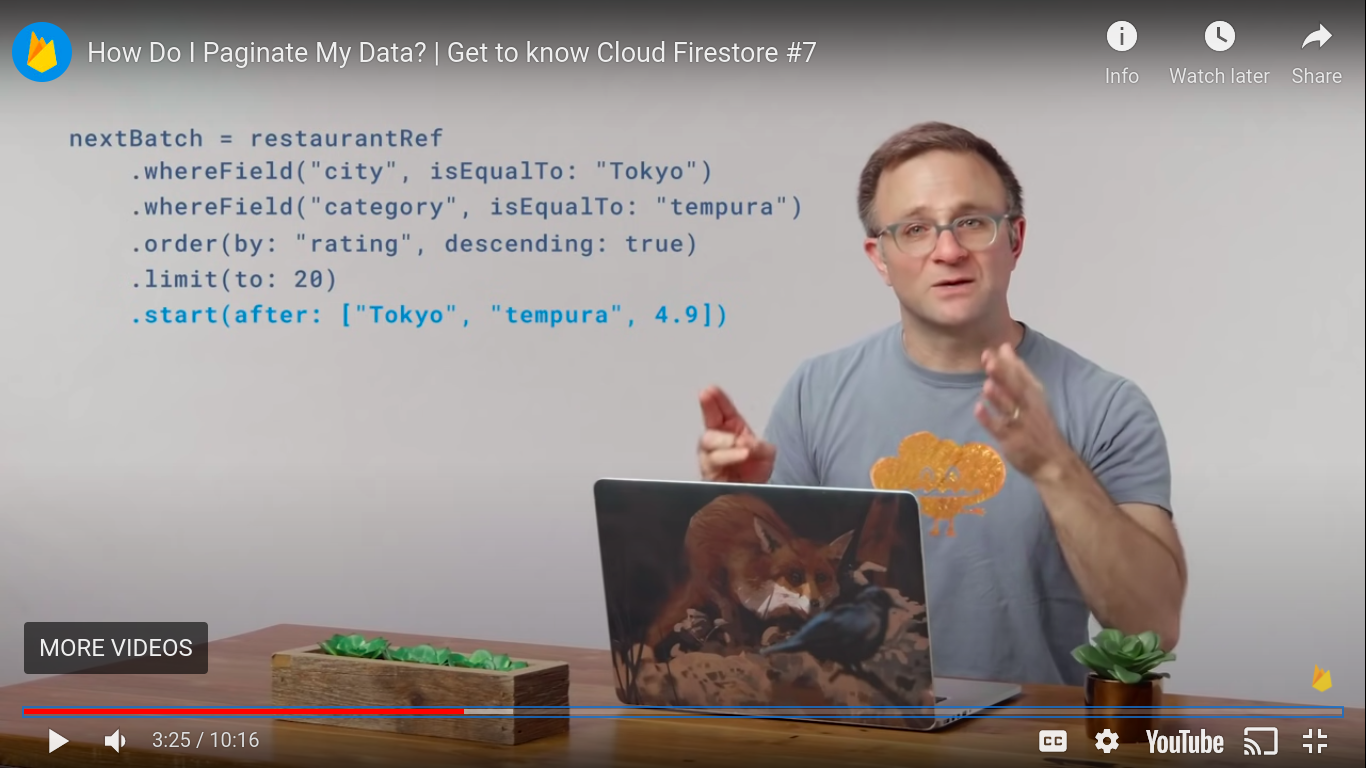 How Do I Paginate My Data? | Get to know Cloud Firestore #7
Info
Watch later
Share
nextBatch = restaurantRef
.whereField("city", isEqualTo: "Tokyo")
.whereField("category", isEqualTo: "tempura")
.order(by: "rating", descending: true)
.limit(to: 20)
.start(after: ["Tokyo", "tempura", 4.9])
MORE VIDEOS
3:25 / 10:16
CC
YouTube